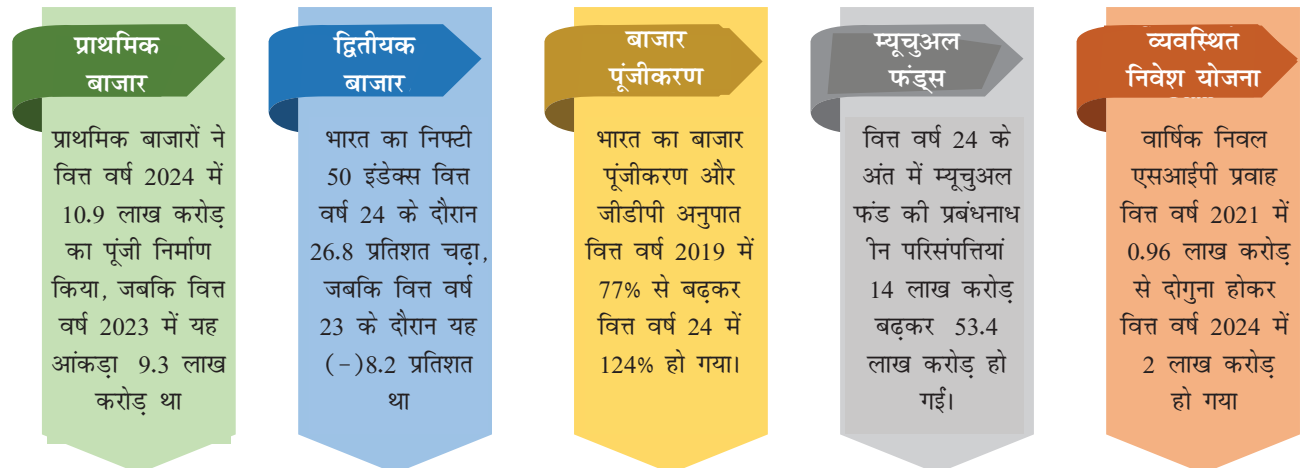 प्राथमिक
बाजार
प्राथमिक बाजारों ने
वित्त वर्ष 2024 में
10.9 लाख करोड़
का पूंजी निर्माण
किया, जबकि वित्त
वर्ष 2023 में यह
आंकड़ा 9.3 लाख
करोड़ था
द्वितीयक
बाजार
भारत का निफ्टी
50 इंडेक्स वित्त
वर्ष 24 के दौरान
26.8 प्रतिशत चढ़ा,
जबकि वित्त वर्ष
23 के दौरान यह
(-)8.2 प्रतिशत
था
बाजार
पूंजीकरण
भारत का बाजार
पूंजीकरण और
जीडीपी अनुपात
वित्त वर्ष 2019 में
77% से बढ़कर
वित्त वर्ष 24 में
124% हो गया।
म्यूचुअल
फंड्स
वित्त वर्ष 24 के
अंत में म्यूचुअल
फंड की प्रबंधनाध
ीन परिसंपत्तियां
14 लाख करोड़
बढ़कर 53.4
लाख करोड़ हो
गईं।
व्यवस्थित
निवेश योजना
वार्षिक निवल
एसआईपी प्रवाह
वित्त वर्ष 2021 में
0.96 लाख करोड़
से दोगुना होकर
वित्त वर्ष 2024 में
2 लाख करोड़
हो गया